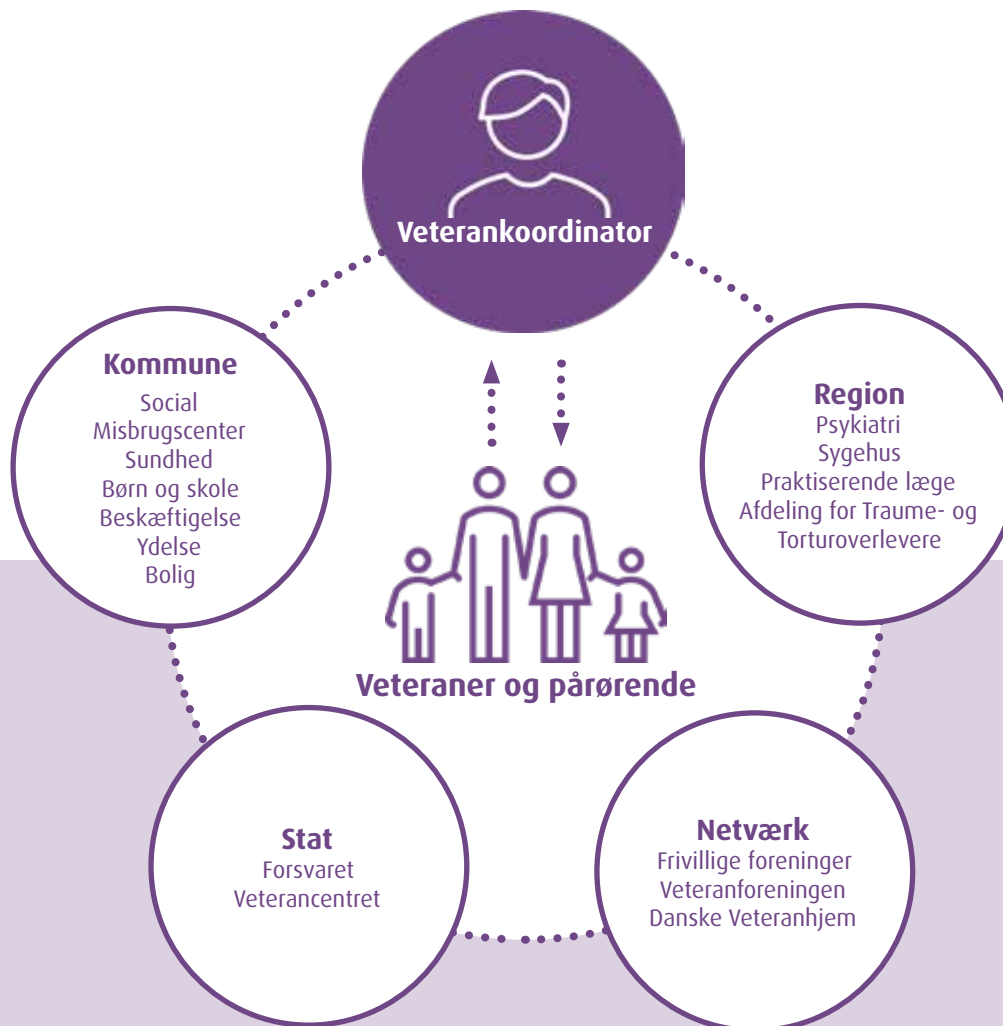 Veterankoordinator
Kommune
Social
Misbrugscenter
Sundhed
Børn og skole
Beskæftigelse
Ydelse
Bolig
Region
Psykiatri
Sygehus
Praktiserende læge
Afdeling for Traume- og
Torturoverlevere
Veteraner og pårørende
Stat
Forsvaret
Veterancentret
Netværk
Frivillige foreninger
Veteranforeningen
Danske Veteranhjem